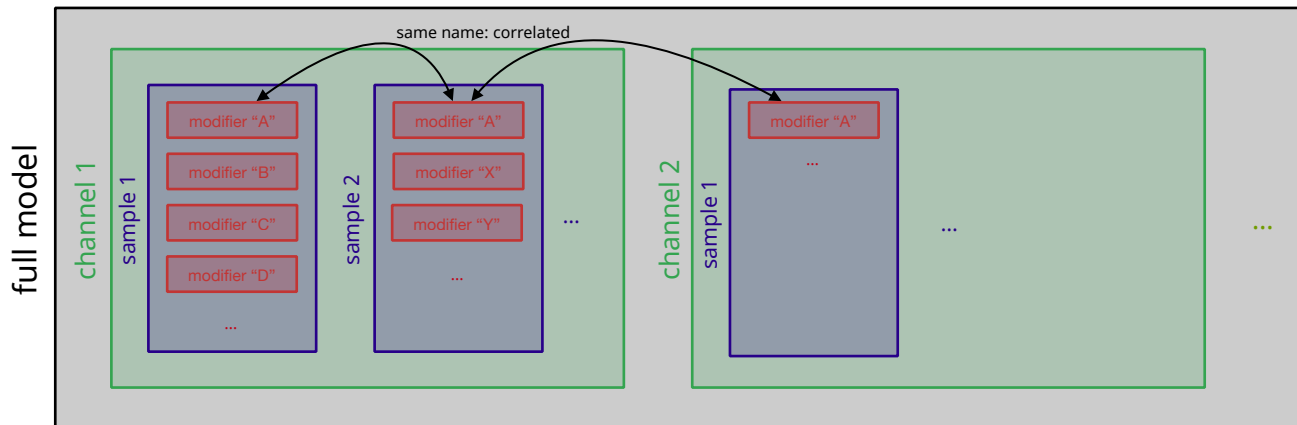 same name: correlated
full model
channel 1
sample 1
modifier “A”
modifier “B”
modifier “C”
modifier “D”
...
sample 2
modifier “A”
modifier “X”
modifier “Y”
...
...
channel 2
sample 1
modifier “A”
...
...
...